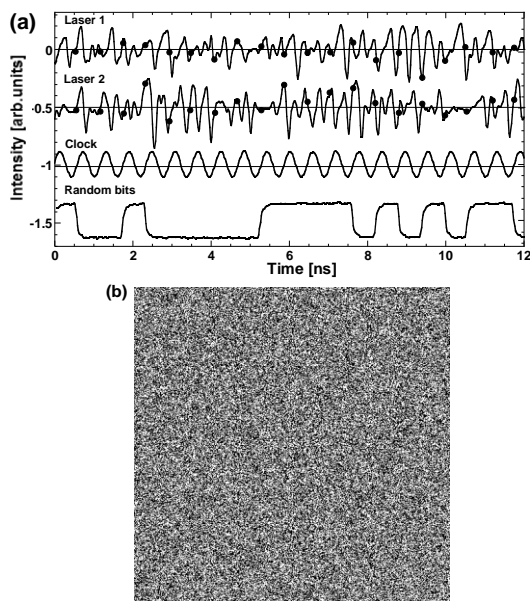 (a)
Laser 1
0
Laser 2
-0.5
Clock
-1
Random bits
-1.5
Intensity [arb.units]
0 2 4 6 8 10 12
Time [ns]
(b)